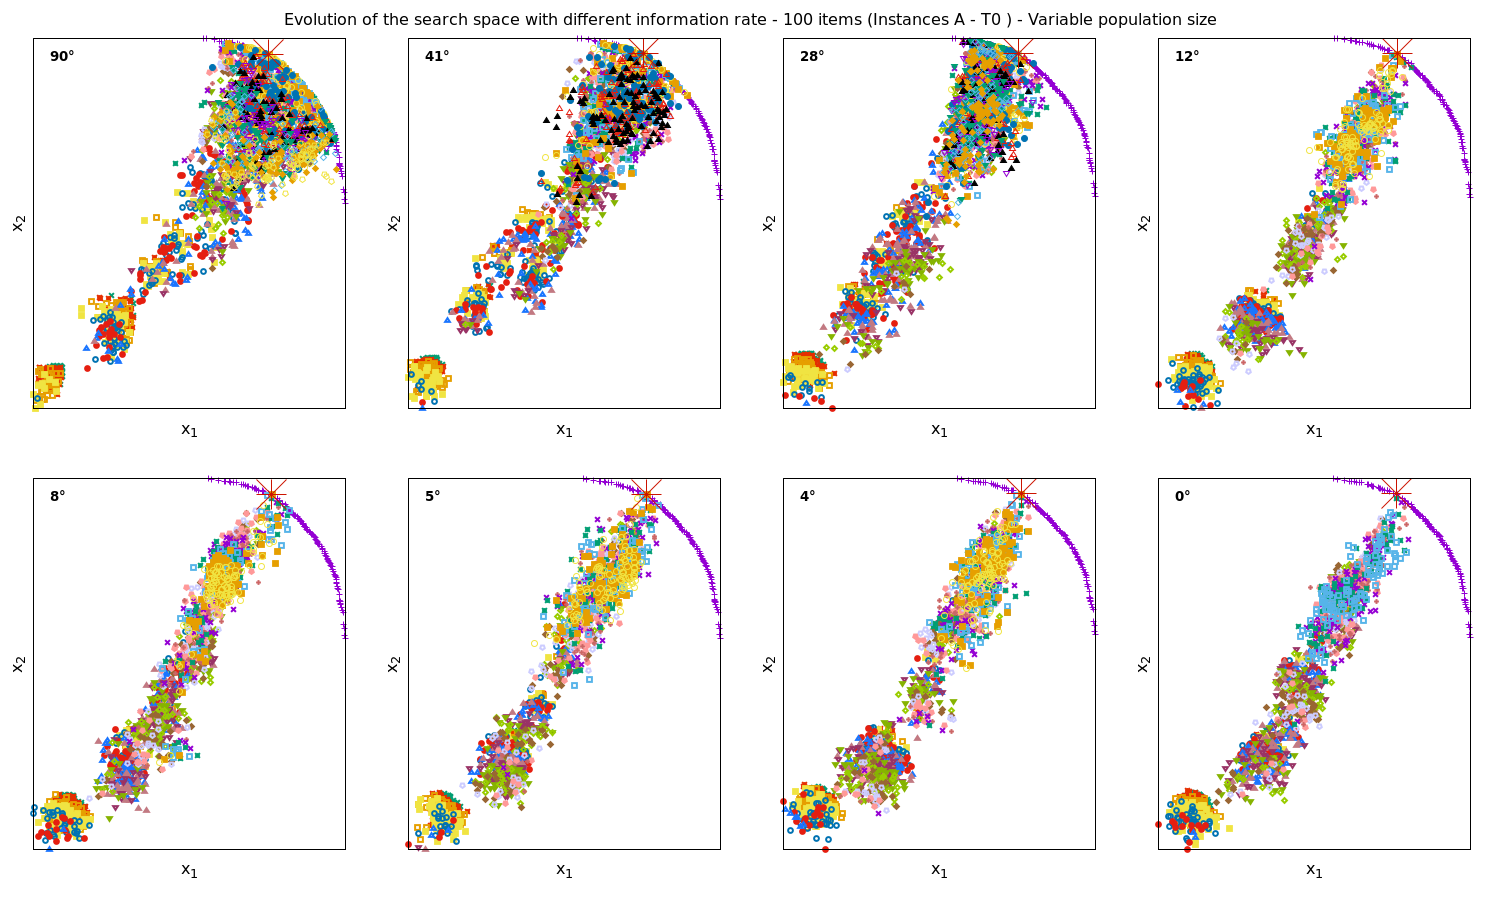 Evolution of the search space with different information rate - 100 items (Instances A - T0 ) - Variable population size
90°
41°
28°
12°
x₂
x₂
x₂
x₂
x₁
x₁
x₁
x₁
8°
5°
4°
0°
x₂
x₂
x₂
x₂
x₁
x₁
x₁
x₁